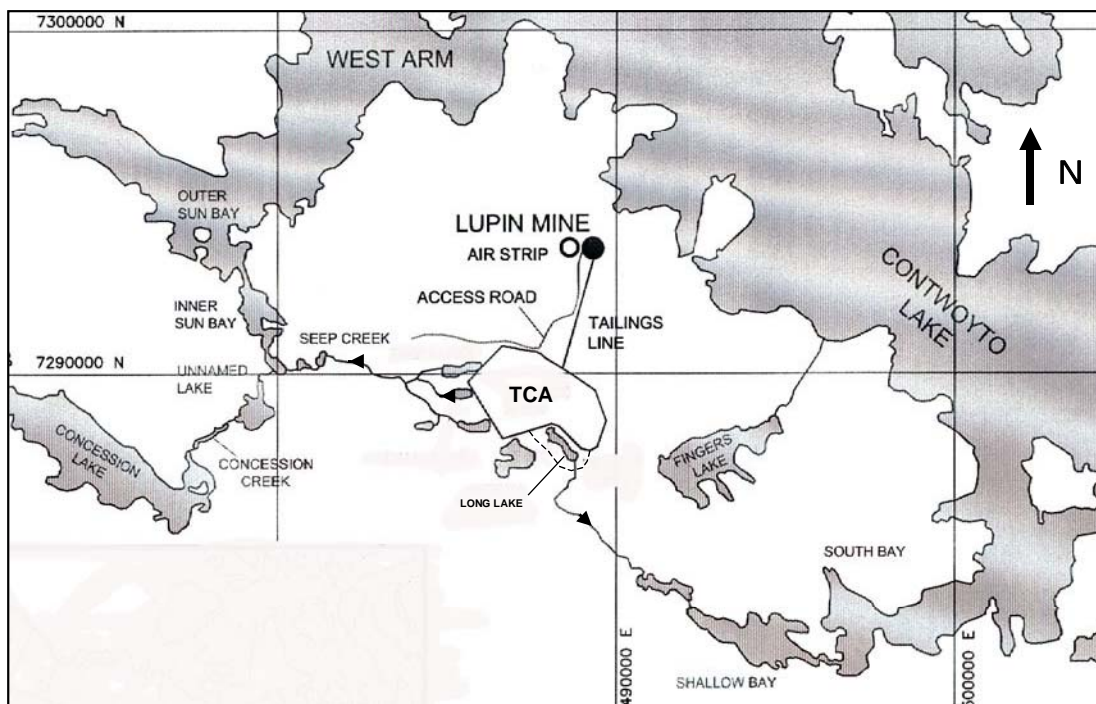 7300000 N
WEST ARM
N
OUTER
SUN BAY
LUPIN MINE
AIR STRIP
CONTWOYTO
LAKE
ACCESS ROAD
INNER
SUN BAY
TAILINGS
LINE
SEEP CREEK
7290000 N
UNNAMED
LAKE
TCA
CONCESSION
LAKE
CONCESSION
CREEK
FINGERS
LAKE
LONG LAKE
SOUTH BAY
SHALLOW BAY
490000 E
500000 E